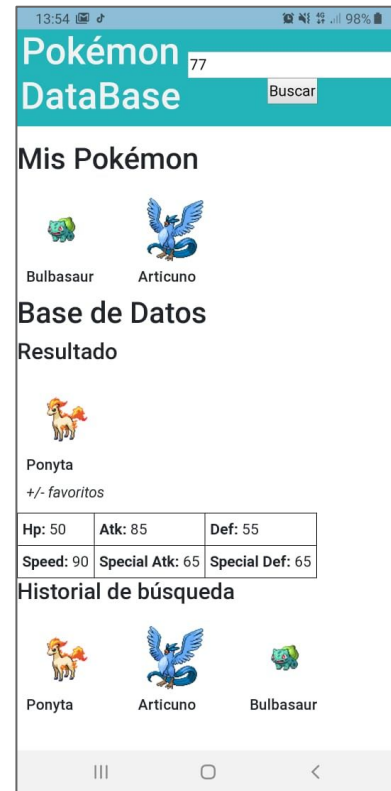 13:54 4G 98%
Pokémon
DataBase
77
Buscar
Mis Pokémon
Bulbasaur Articuno
Base de Datos
Resultado
Ponyta
+/- favoritos
Hp: 50 Atk: 85 Def: 55
Speed: 90 Special Atk: 65 Special Def: 65
Historial de búsqueda
Ponyta Articuno Bulbasaur